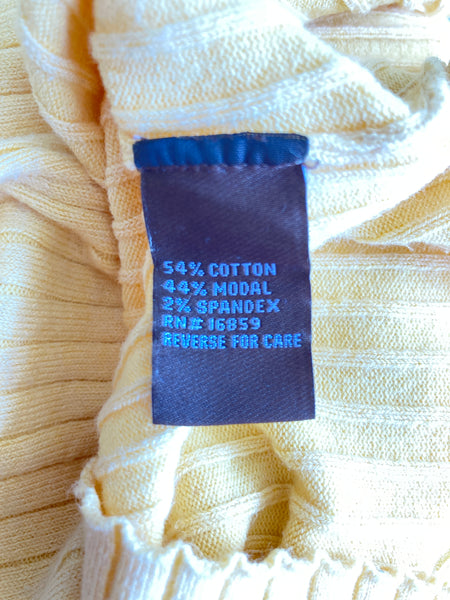 54% COTTON
44% MODAL
2% SPANDEX
RN# 16859
REVERSE FOR CARE